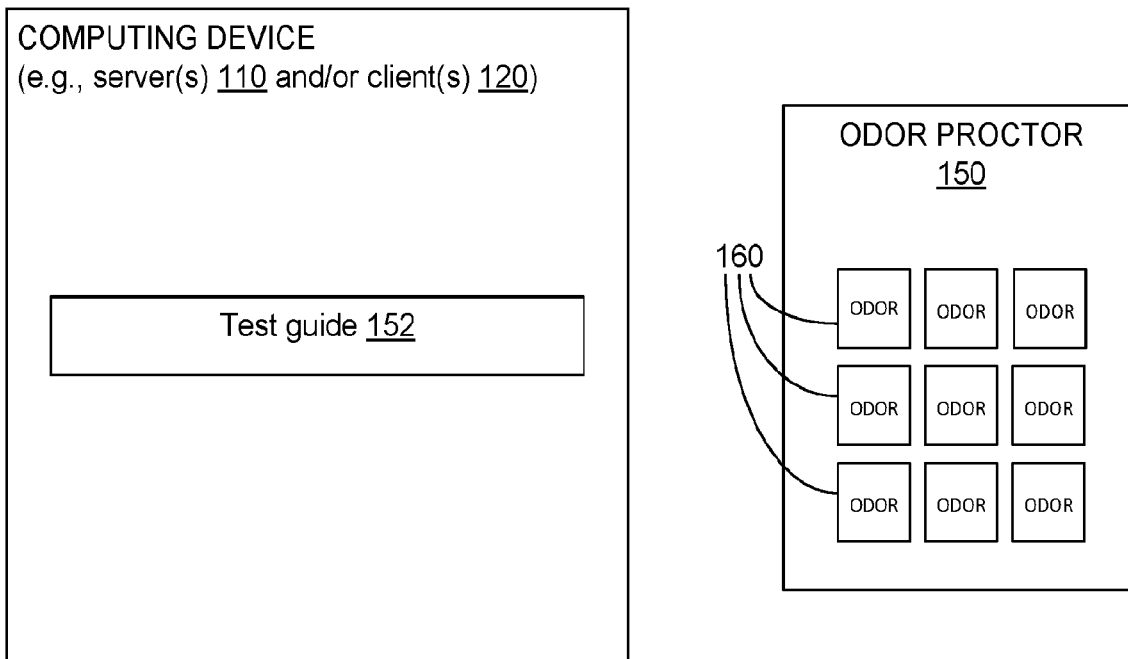 COMPUTING DEVICE
(e.g., server(s) 110 and/or client(s) 120)
Test guide 152
ODOR PROCTOR
150
160
ODOR ODOR ODOR
ODOR ODOR ODOR
ODOR ODOR ODOR